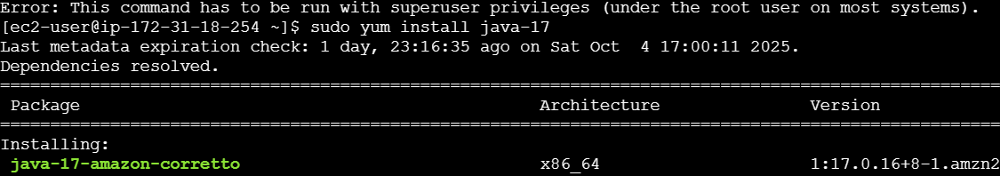 Error: This command has to be run with superuser privileges (under the root user on most systems).
[ec2-user@ip-172-31-18-254 ~]$ sudo yum install java-17
Last metadata expiration check: 1 day, 23:16:35 ago on Sat Oct  4 17:00:11 2025.
Dependencies resolved.
================================================================================================
 Package                                      Architecture               Version
================================================================================================
Installing:
 java-17-amazon-corretto                      x86_64                     1:17.0.16+8-1.amzn2